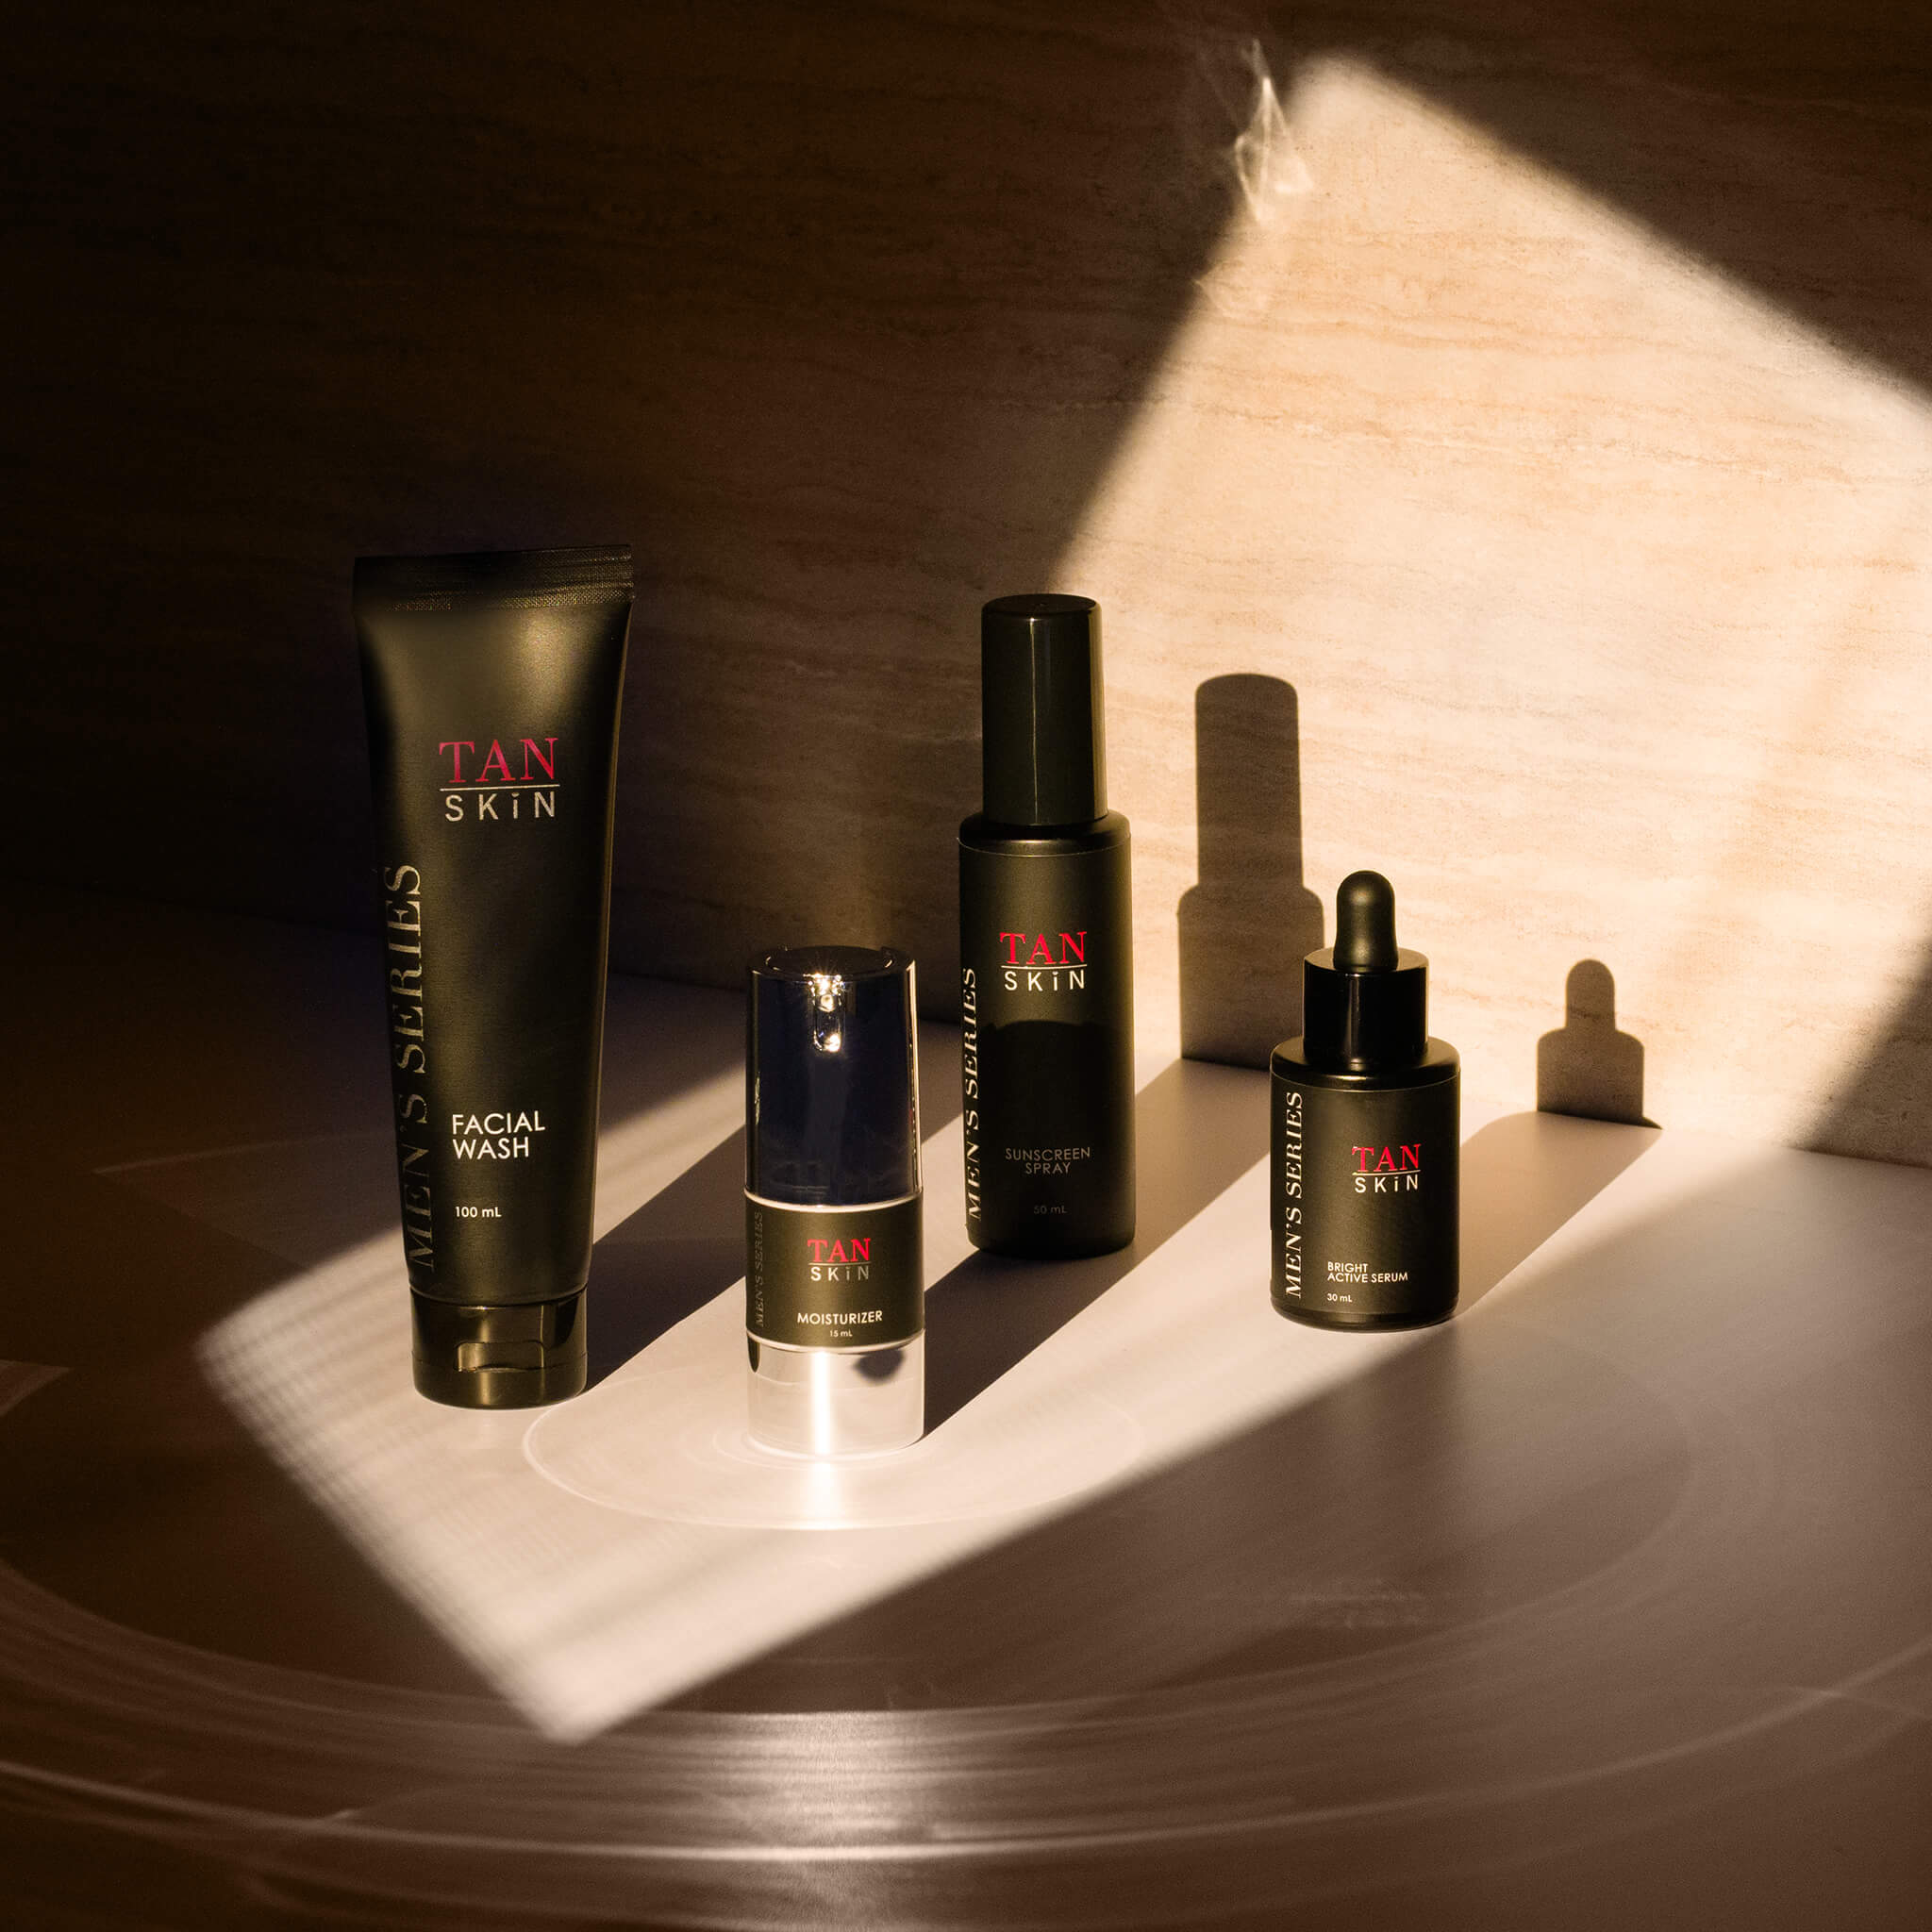 TAN
SKiN
MEN'S SERIES
FACIAL
WASH
100 mL
MEN'S SERIES
TAN
SKiN
MOISTURIZER
15 mL
MEN'S SERIES
TAN
SKiN
SUNSCREEN
SPRAY
50 mL
MEN'S SERIES
TAN
SKiN
BRIGHT
ACTIVE SERUM
30 mL